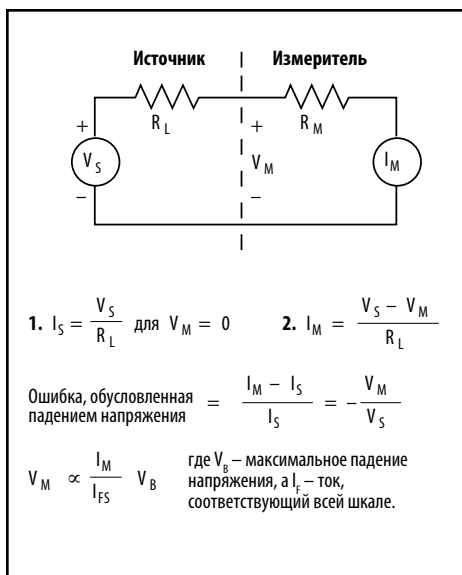 Источник Измеритель
R L R M
+ +
V S V M I M
– –
1. I S = V S / R L для V M = 0 2. I M = V S – V M / R L
Ошибка, обусловленная
падением напряжения = I M – I S / I S = – V M / V S
V M ∝ I M / I FS V B где V B – максимальное падение
напряжения, а I F – ток,
соответствующий всей шкале.